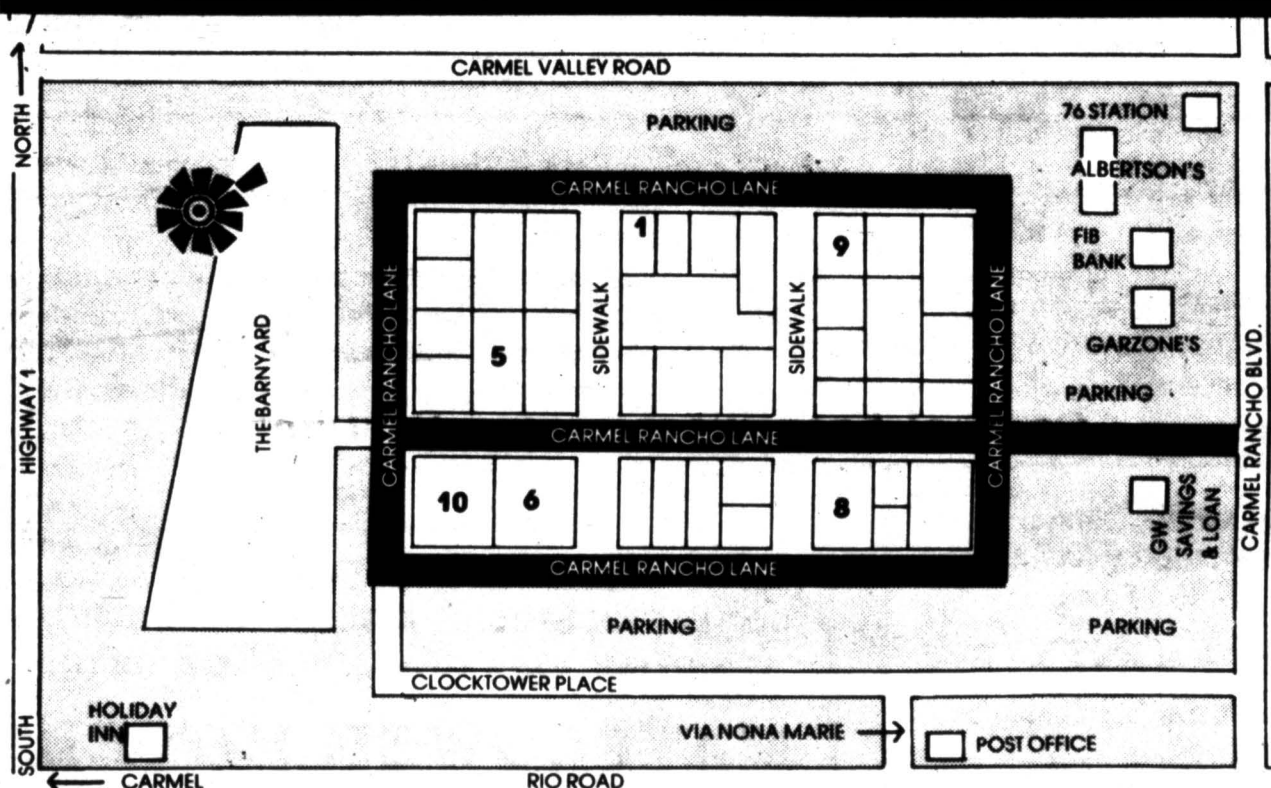 CARMEL VALLEY ROAD
NORTH
PARKING
76 STATION
ALBERTSON'S
CARMEL RANCHO LANE
1
9
FIB
BANK
CARMEL RANCHO LANE
SIDEWALK
SIDEWALK
CARMEL RANCHO LANE
GARZONE'S
THE BARNYARD
5
HIGHWAY 1
PARKING
CARMEL RANCHO BLVD.
CARMEL RANCHO LANE
10
6
8
GW
SAVINGS
& LOAN
CARMEL RANCHO LANE
PARKING
PARKING
CLOCKTOWER PLACE
HOLIDAY
INN
VIA NONA MARIE
POST OFFICE
SOUTH
CARMEL
RIO ROAD